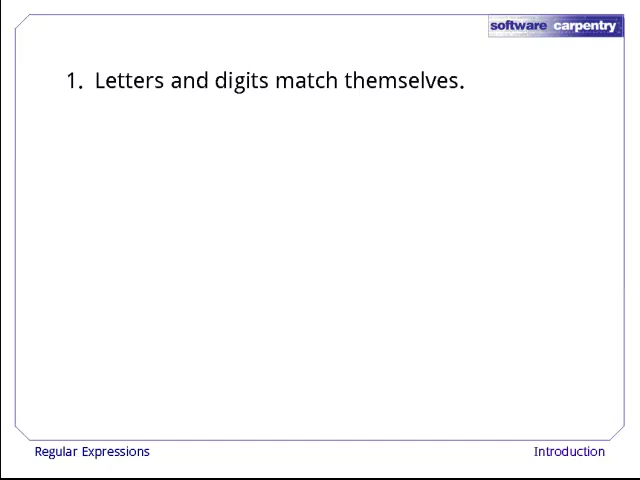 software carpentry
1. Letters and digits match themselves.
Regular Expressions
Introduction